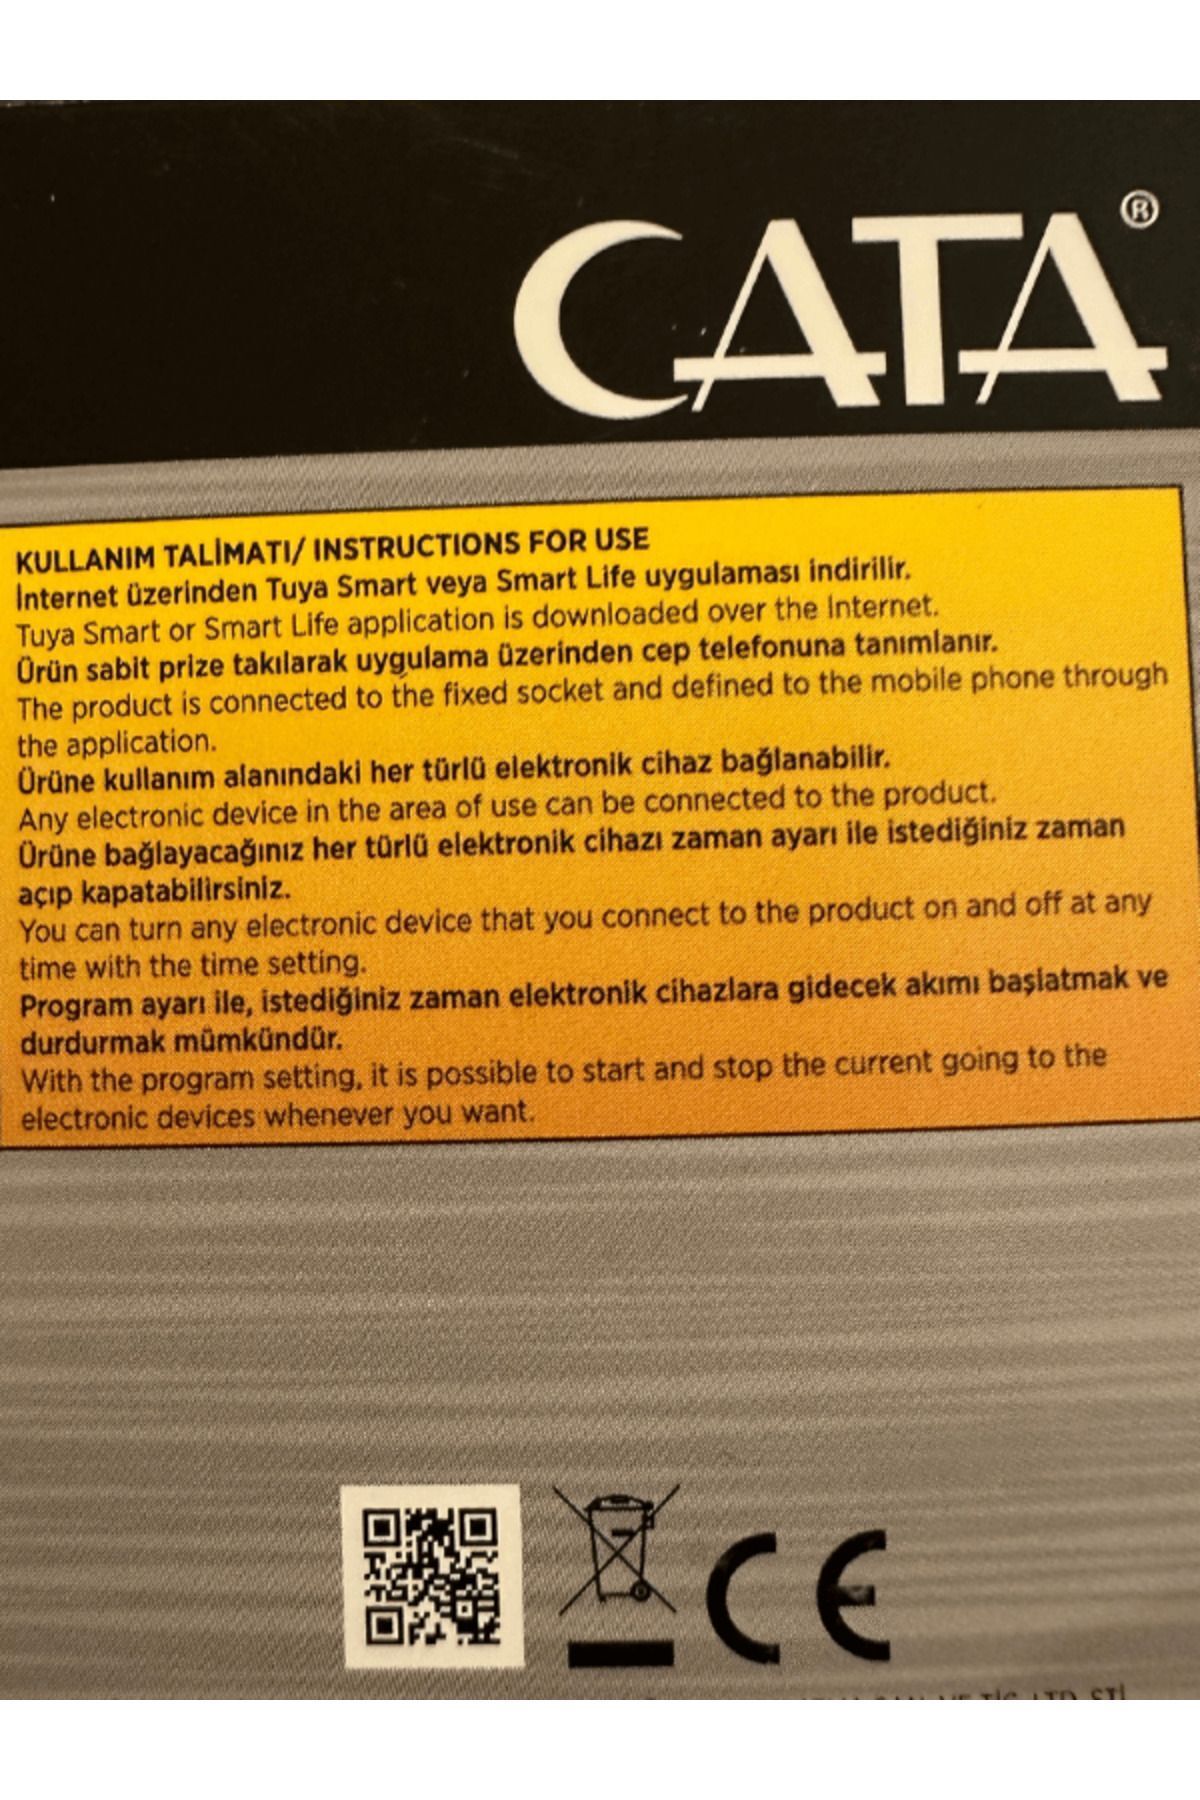 CATA®
KULLANIM TALİMATI/ INSTRUCTIONS FOR USE
İnternet üzerinden Tuya Smart veya Smart Life uygulaması indirilir.
Tuya Smart or Smart Life application is downloaded over the Internet.
Ürün sabit prize takılarak uygulama üzerinden cep telefonuna tanımlanır.
The product is connected to the fixed socket and defined to the mobile phone through
the application.
Ürüne kullanım alanındaki her türlü elektronik cihaz bağlanabilir.
Any electronic device in the area of use can be connected to the product.
Ürüne bağlayacağınız her türlü elektronik cihazı zaman ayarı ile istediğiniz zaman
açıp kapatabilirsiniz.
You can turn any electronic device that you connect to the product on and off at any
time with the time setting.
Program ayarı ile, istediğiniz zaman elektronik cihazlara gidecek akımı başlatmak ve
durdurmak mümkündür.
With the program setting, it is possible to start and stop the current going to the
electronic devices whenever you want.
CE
VE TİC. LTD. ŞTİ.